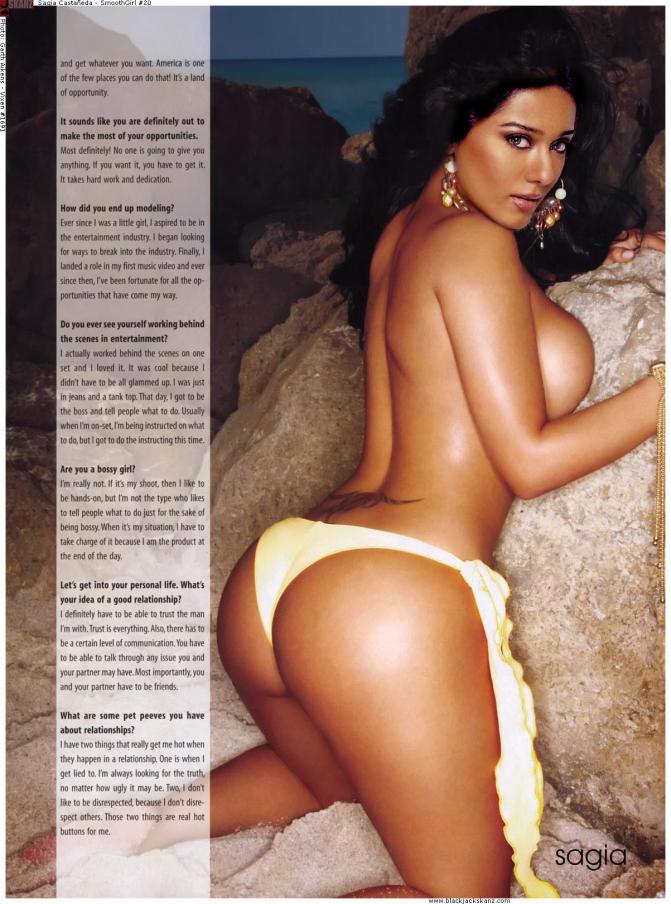 Sagia Castañeda - SmoothGirl #20
Photo: Garth Aikens - Vixen #1691
and get whatever you want. America is one
of the few places you can do that! It's a land
of opportunity.
It sounds like you are definitely out to
make the most of your opportunities.
Most definitely! No one is going to give you
anything. If you want it, you have to get it.
It takes hard work and dedication.
How did you end up modeling?
Ever since I was a little girl, I aspired to be in
the entertainment industry. I began looking
for ways to break into the industry. Finally, I
landed a role in my first music video and ever
since then, I've been fortunate for all the op-
portunities that have come my way.
Do you ever see yourself working behind
the scenes in entertainment?
I actually worked behind the scenes on one
set and I loved it. It was cool because I
didn't have to be all glammed up. I was just
in jeans and a tank top. That day, I got to be
the boss and tell people what to do. Usually
when I'm on-set, I'm being instructed on what
to do, but I got to do the instructing this time.
Are you a bossy girl?
I'm really not. If it's my shoot, then I like to
be hands-on, but I'm not the type who likes
to tell people what to do just for the sake of
being bossy. When it's my situation, I have to
take charge of it because I am the product at
the end of the day.
Let's get into your personal life. What's
your idea of a good relationship?
I definitely have to be able to trust the man
I'm with. Trust is everything. Also, there has to
be a certain level of communication. You have
to be able to talk through any issue you and
your partner may have. Most importantly, you
and your partner have to be friends.
What are some pet peeves you have
about relationships?
I have two things that really get me hot when
they happen in a relationship. One is when I
get lied to. I'm always looking for the truth,
no matter how ugly it may be. Two, I don't
like to be disrespected, because I don't disre-
spect others. Those two things are real hot
buttons for me.
sagia
www.blackjackskanz.com